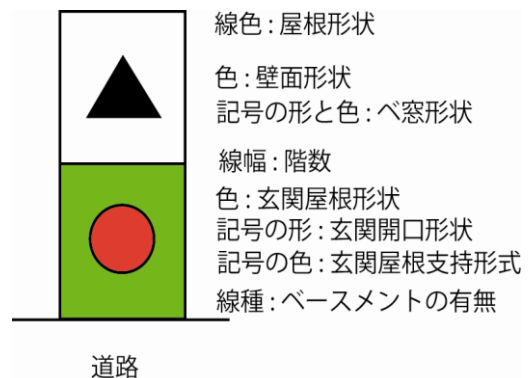 線色 : 屋根形状
色 : 壁面形状
記号の形と色 : ベ窓形状
線幅 : 階数
色 : 玄関屋根形状
記号の形 : 玄関開口形状
記号の色 : 玄関屋根支持形式
線種 : ベースメントの有無
道路